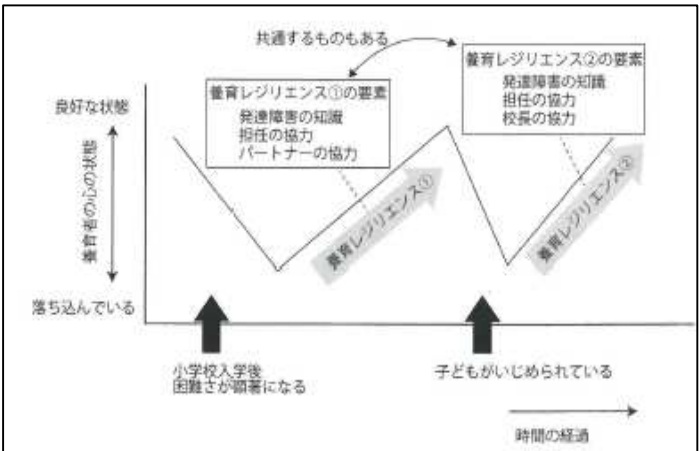 共通するものもある
養育レジリエンス①の要素
発達障害の知識
担任の協力
パートナーの協力
養育レジリエンス②の要素
発達障害の知識
担任の協力
校長の協力
良好な状態
養育者の心の状態
落ち込んでいる
養育レジリエンス①
養育レジリエンス②
小学校入学後
困難さが顕著になる
子どもがいじめられている
時間の経過